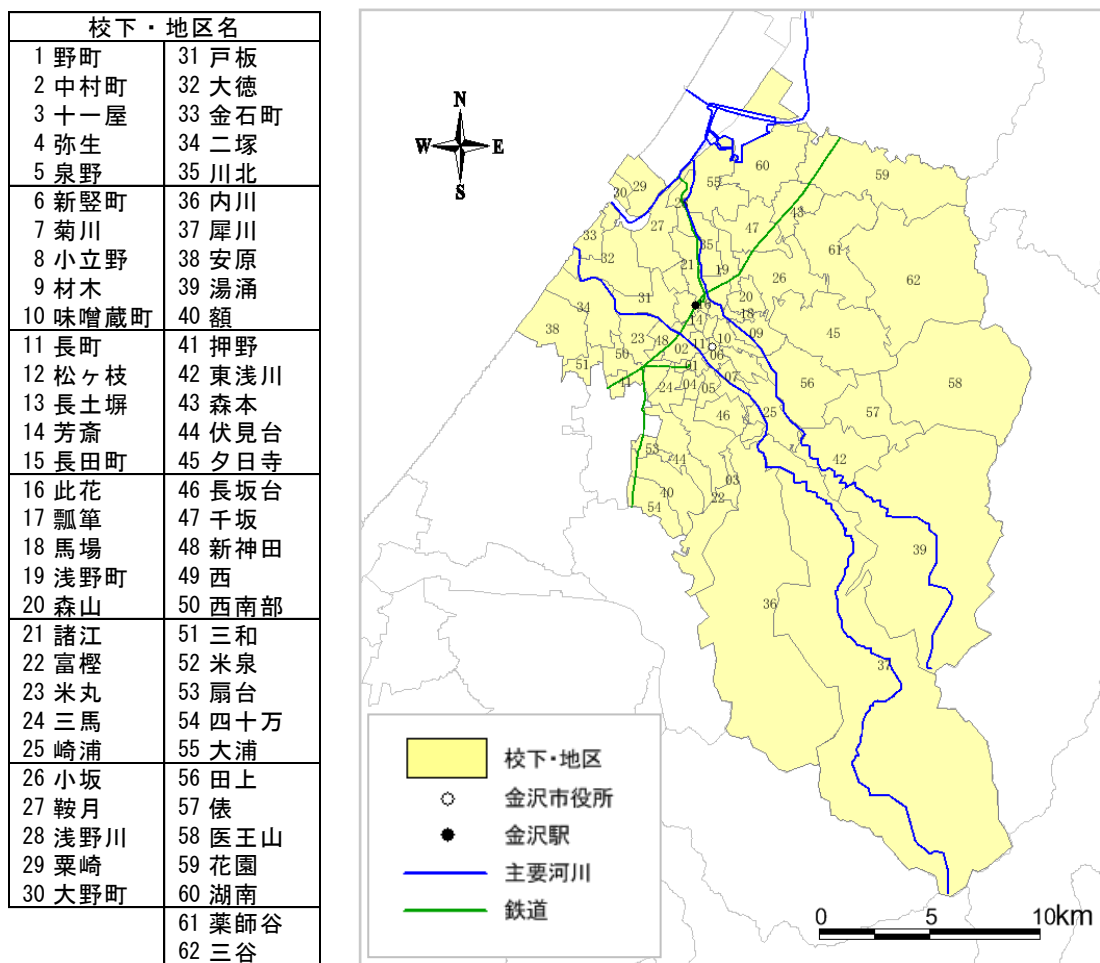 校下・地区名
1 野町 31 戸板
2 中村町 32 大徳
3 十一屋 33 金石町
4 弥生 34 二塚
5 泉野 35 川北
6 新竪町 36 内川
7 菊川 37 犀川
8 小立野 38 安原
9 材木 39 湯涌
10 味噌蔵町 40 額
11 長町 41 押野
12 松ヶ枝 42 東浅川
13 長土塀 43 森本
14 芳斎 44 伏見台
15 長田町 45 夕日寺
16 此花 46 長坂台
17 瓢箪 47 千坂
18 馬場 48 新神田
19 浅野町 49 西
20 森山 50 西南部
21 諸江 51 三和
22 富樫 52 米泉
23 米丸 53 扇台
24 三馬 54 四十万
25 崎浦 55 大浦
26 小坂 56 田上
27 鞍月 57 俵
28 浅野川 58 医王山
29 粟崎 59 花園
30 大野町 60 湖南
61 薬師谷
62 三谷
N
W E
S
60
59
55
29
30
43
47
27
33
61
35
32
62
19
21
26
31
20
34
18
14
38
45
09
23
48
10
11
02
06
50
51
01
07
56
58
24
04
05
57
46
25
53
42
44
03
40
22
54
39
36
37
校下・地区
金沢市役所
金沢駅
主要河川
鉄道
0 5 10km